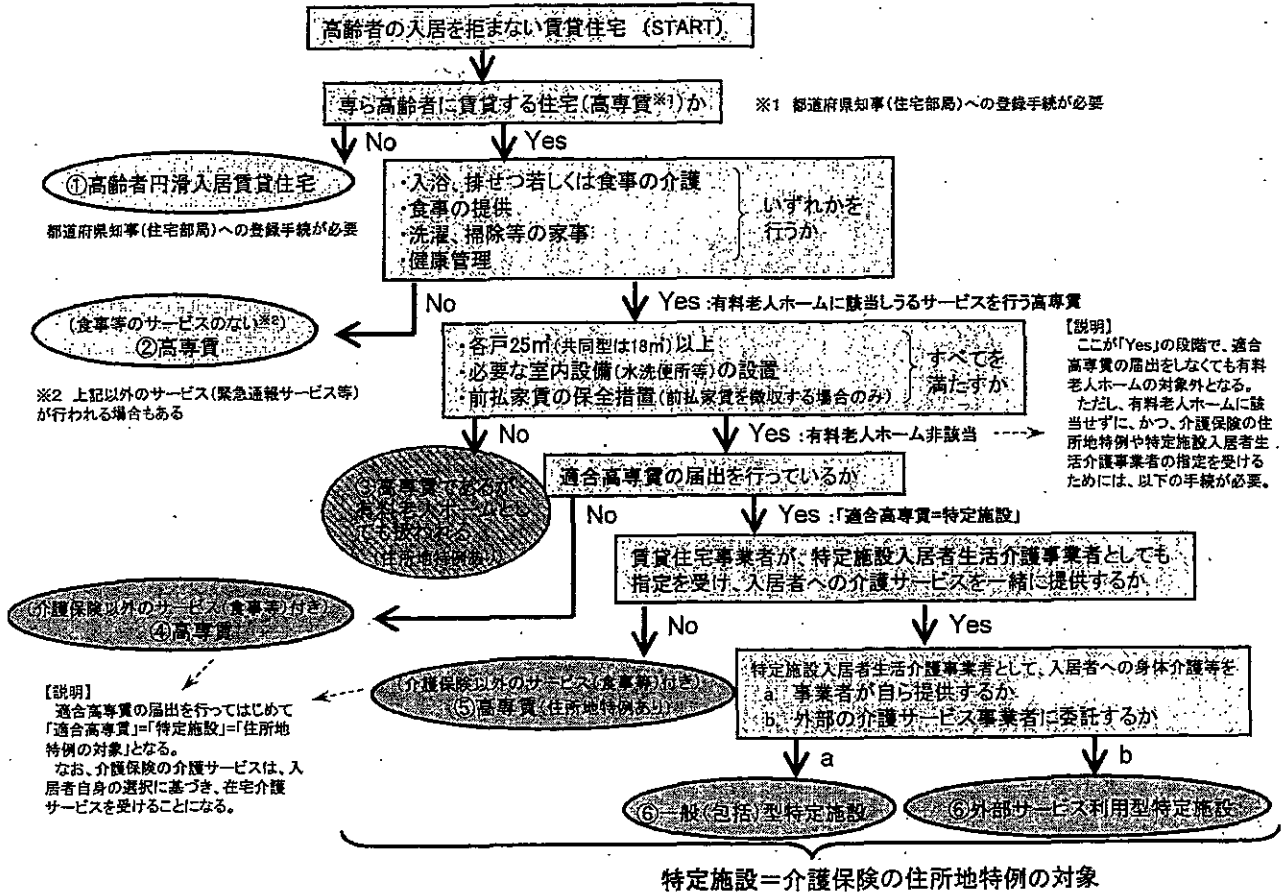 高齢者の入居を拒まない賃貸住宅 (START)
専ら高齢者に賃貸する住宅(高専賃※1)か
※1 都道府県知事(住宅部局)への登録手続が必要
No
Yes
①高齢者円滑入居賃貸住宅
都道府県知事(住宅部局)への登録手続が必要
・入浴、排せつ若しくは食事の介護
・食事の提供
・洗濯、掃除等の家事
・健康管理
いずれかを
行うか
No
Yes :有料老人ホームに該当しうるサービスを行う高専賃
(食事等のサービスのない※2)
②高専賃
※2 上記以外のサービス(緊急通報サービス等)
が行われる場合もある
・各戸25㎡(共同型は18㎡)以上
・必要な室内設備(水洗便所等)の設置
・前払家賃の保全措置(前払家賃を徴収する場合のみ)
すべてを
満たすか
【説明】
ここが「Yes」の段階で、適合
高専賃の届出をしなくても有料
老人ホームの対象外となる。
ただし、有料老人ホームに該
当せずに、かつ、介護保険の住
所地特例や特定施設入居者生
活介護事業者の指定を受ける
ためには、以下の手続が必要。
No
Yes :有料老人ホーム非該当
③高専賃であるが
有料老人ホームとし
ても扱われる
(住所地特例あり)
適合高専賃の届出を行っているか
No
Yes :「適合高専賃=特定施設」
賃貸住宅事業者が、特定施設入居者生活介護事業者としても
指定を受け、入居者への介護サービスを一緒に提供するか
(介護保険以外のサービス(食事等)付き)
④高専賃
No
Yes
【説明】
適合高専賃の届出を行ってはじめて
「適合高専賃」=「特定施設」=「住所地
特例の対象」となる。
なお、介護保険の介護サービスは、入
居者自身の選択に基づき、在宅介護
サービスを受けることになる。
(介護保険以外のサービス(食事等)付き)
⑤高専賃(住所地特例あり)
特定施設入居者生活介護事業者として、入居者への身体介護等を
a 事業者が自ら提供するか
b 外部の介護サービス事業者に委託するか
a
b
⑥一般(包括)型特定施設
⑥外部サービス利用型特定施設
特定施設=介護保険の住所地特例の対象